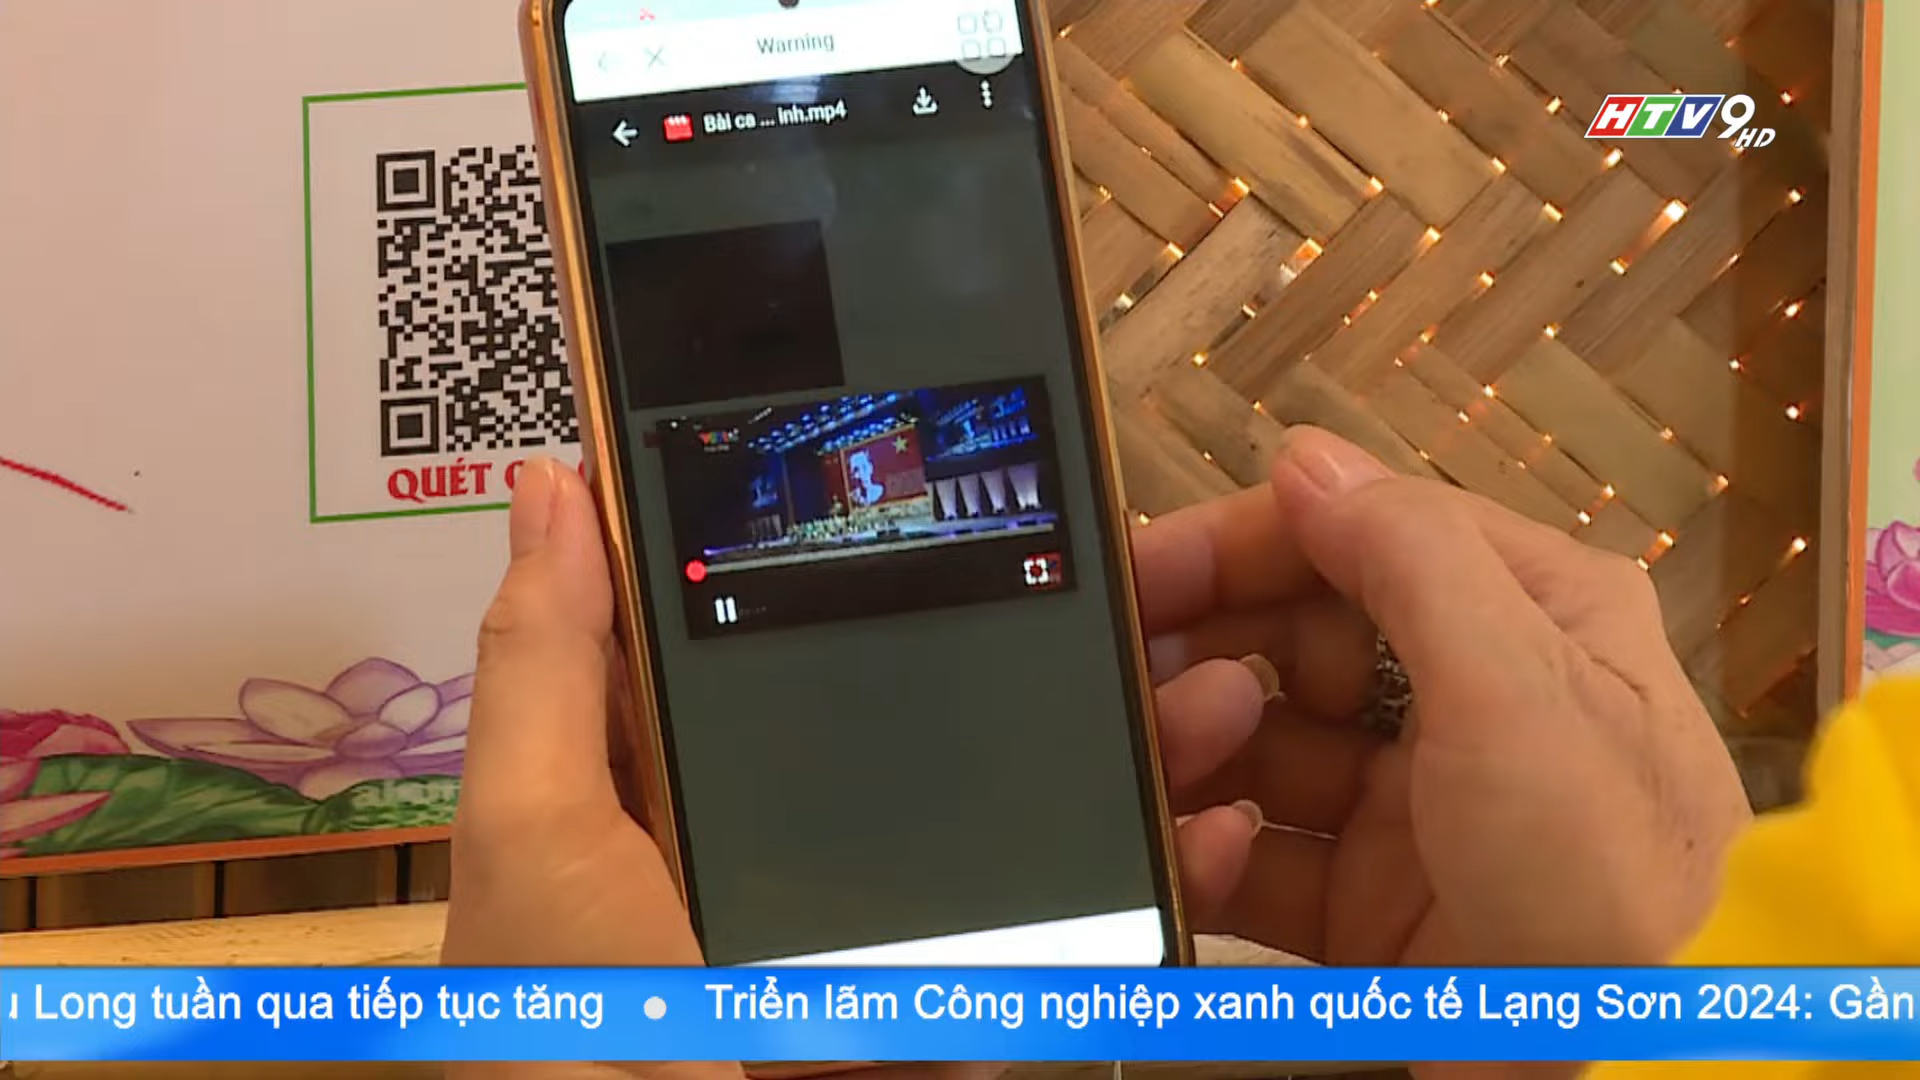 Warning
Bài ca ... inh.mp4
HTV9
HD
QUÉT
Long tuần qua tiếp tục tăng • Triển lãm Công nghiệp xanh quốc tế Lạng Sơn 2024: Gần